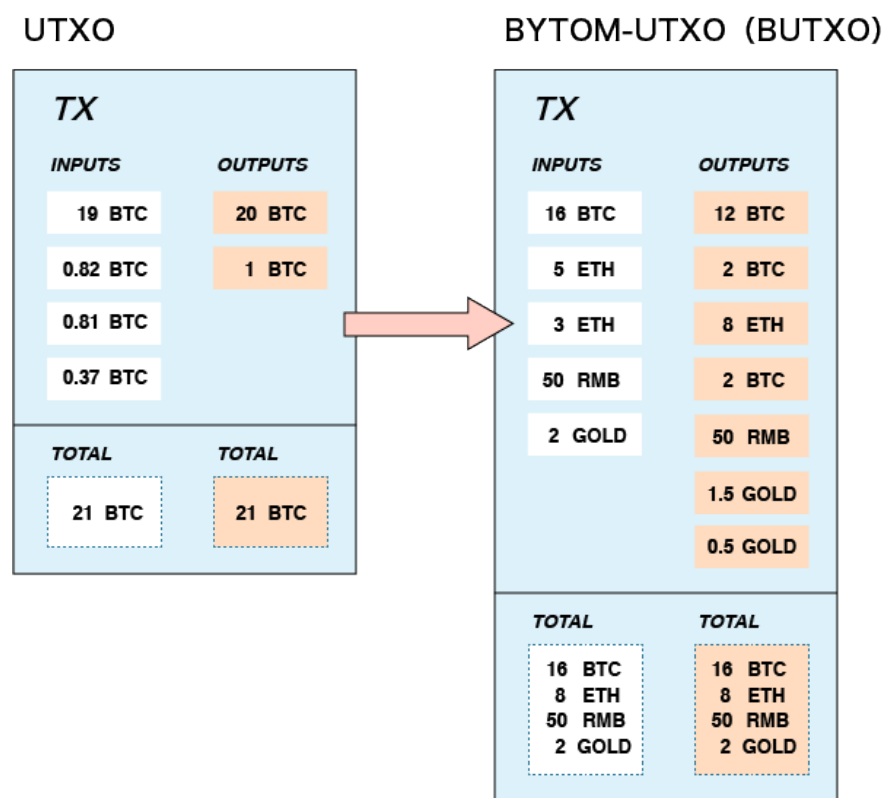 UTXO
TX
INPUTS
OUTPUTS
19 BTC
20 BTC
0.82 BTC
1 BTC
0.81 BTC
0.37 BTC
TOTAL
TOTAL
21 BTC
21 BTC
BYTOM-UTXO (BUTXO)
TX
INPUTS
OUTPUTS
16 BTC
12 BTC
5 ETH
2 BTC
3 ETH
8 ETH
50 RMB
2 BTC
2 GOLD
50 RMB
1.5 GOLD
0.5 GOLD
TOTAL
TOTAL
16 BTC
8 ETH
50 RMB
2 GOLD
16 BTC
8 ETH
50 RMB
2 GOLD